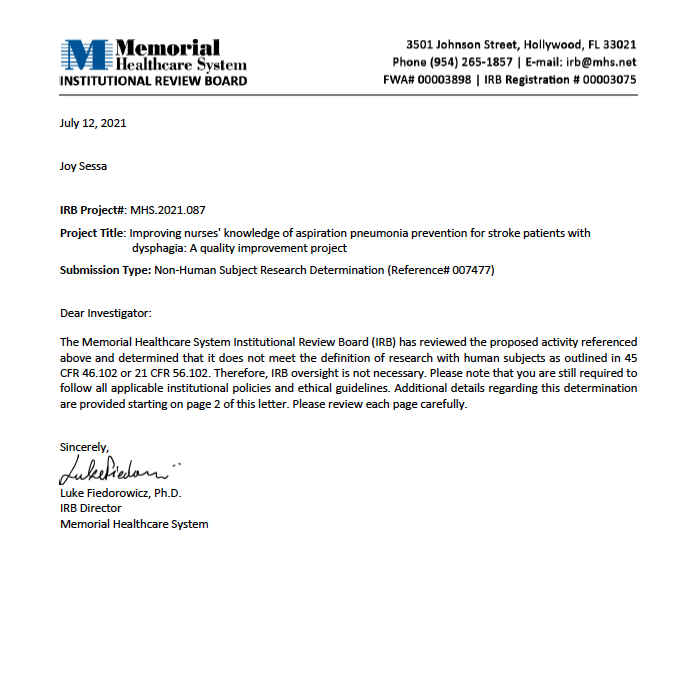 Memorial
Healthcare System
INSTITUTIONAL REVIEW BOARD
3501 Johnson Street, Hollywood, FL 33021
Phone (954) 265-1857 | E-mail: irb@mhs.net
FWA# 00003898 | IRB Registration # 00003075
July 12, 2021
Joy Sessa
IRB Project#: MHS.2021.087
Project Title: Improving nurses' knowledge of aspiration pneumonia prevention for stroke patients with
dysphagia: A quality improvement project
Submission Type: Non-Human Subject Research Determination (Reference# 007477)
Dear Investigator:
The Memorial Healthcare System Institutional Review Board (IRB) has reviewed the proposed activity referenced
above and determined that it does not meet the definition of research with human subjects as outlined in 45
CFR 46.102 or 21 CFR 56.102. Therefore, IRB oversight is not necessary. Please note that you are still required to
follow all applicable institutional policies and ethical guidelines. Additional details regarding this determination
are provided starting on page 2 of this letter. Please review each page carefully.
Sincerely,
Luke Fiedorowicz, Ph.D.
IRB Director
Memorial Healthcare System